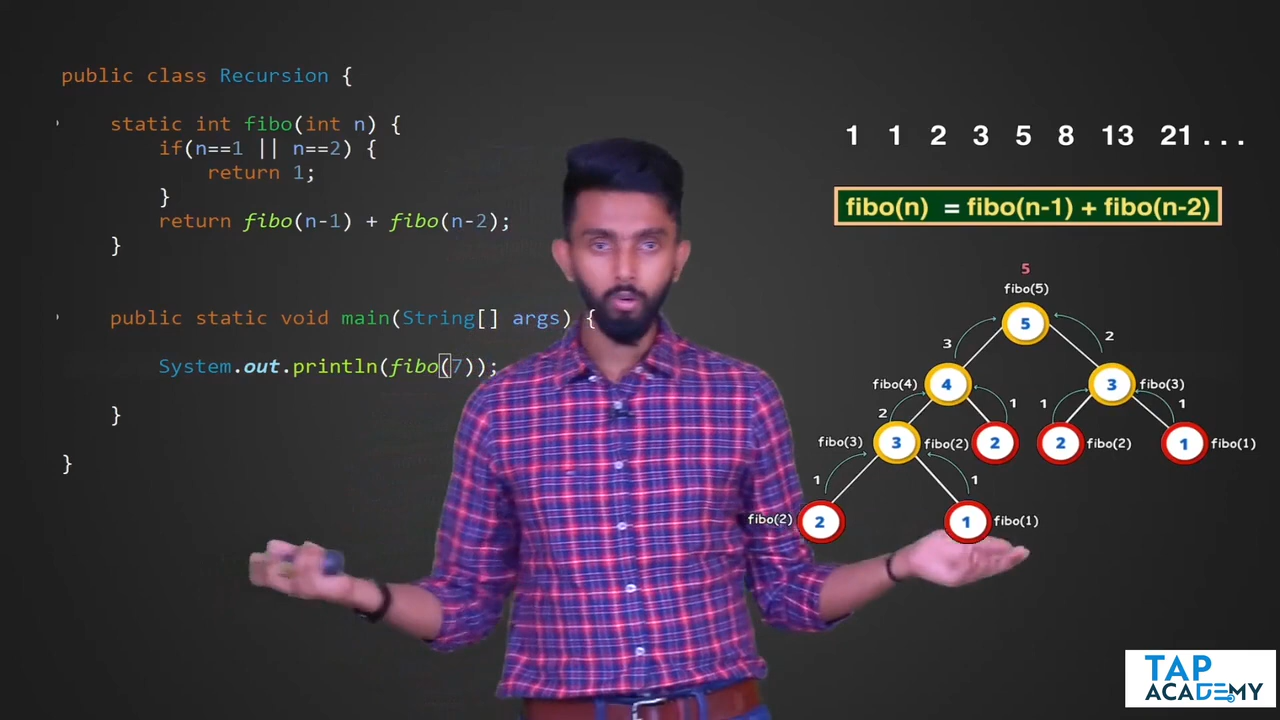 public class Recursion {
static int fibo(int n) {
if(n==1 || n==2) {
return 1;
}
return fibo(n-1) + fibo(n-2);
}
public static void main(String[] args) {
System.out.println(fibo(7));
}
}
1 1 2 3 5 8 13 21 . . .
fibo(n) = fibo(n-1) + fibo(n-2)
5
fibo(5)
5
3 2
fibo(4) 4 3 fibo(3)
2 1 1 1
fibo(3) 3 fibo(2) 2 2 fibo(2) 1 fibo(1)
1 1
fibo(2) 2 1 fibo(1)
TAP
ACADEMY